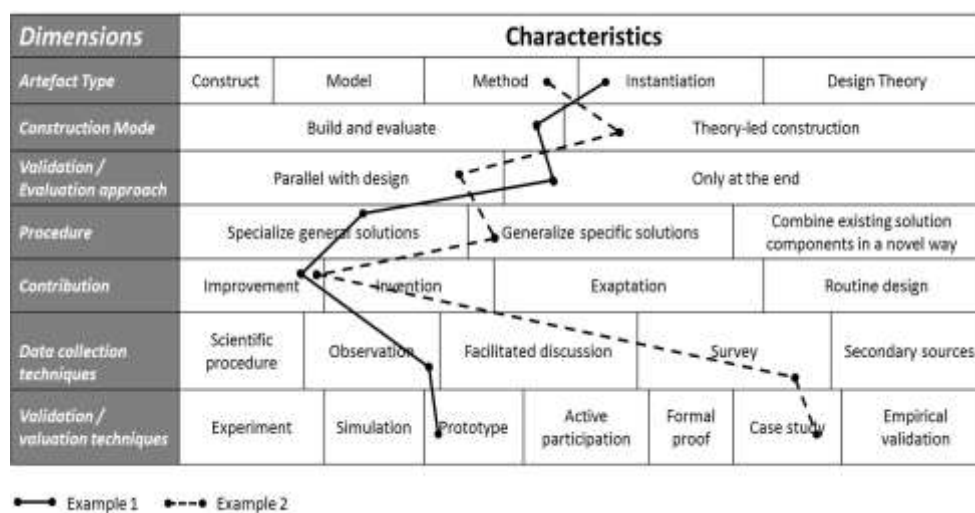 Dimensions Characteristics
Artefact Type Construct Model Method Instantiation Design Theory
Construction Mode Build and evaluate Theory-led construction
Validation /
Evaluation approach Parallel with design Only at the end
Procedure Specialize general solutions Generalize specific solutions Combine existing solution
components in a novel way
Contribution Improvement Invention Exaptation Routine design
Data collection
techniques Scientific
procedure Observation Facilitated discussion Survey Secondary sources
Validation /
valuation techniques Experiment Simulation Prototype Active
participation Formal
proof Case study Empirical
validation
Example 1 Example 2